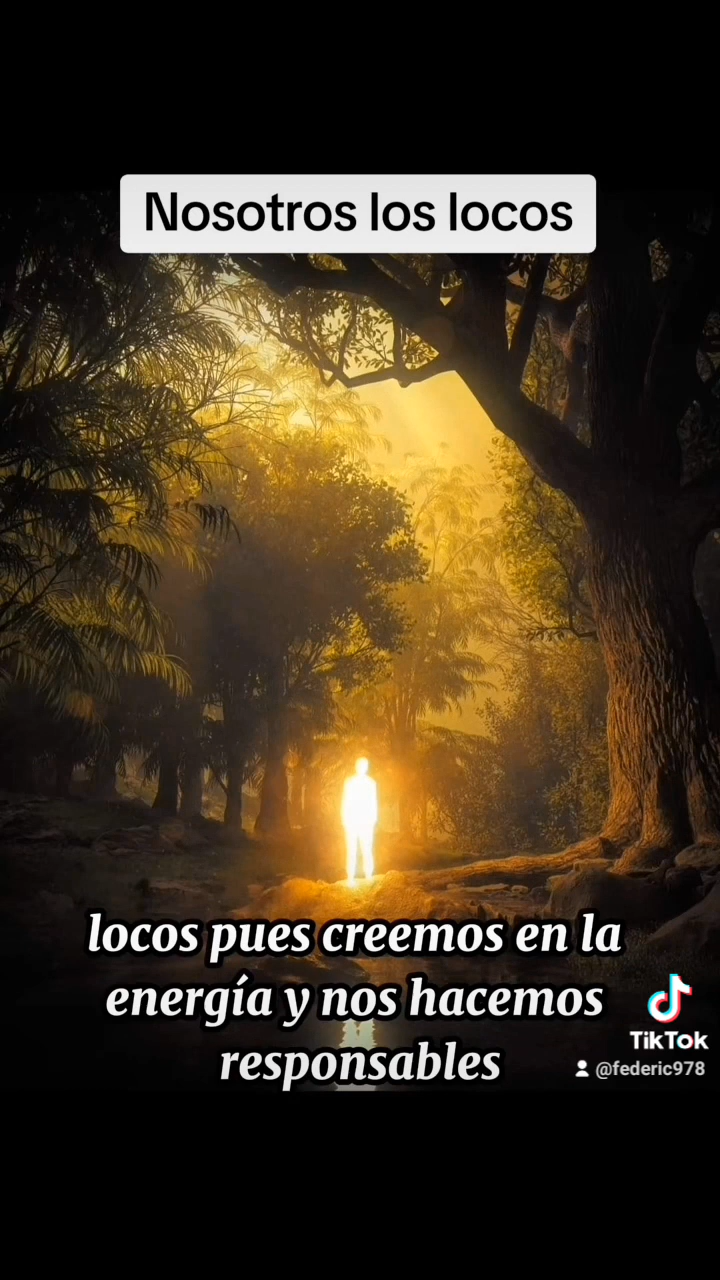 Nosotros los locos
locos pues creemos en la
energía y nos hacemos
responsables
TikTok
@federic978